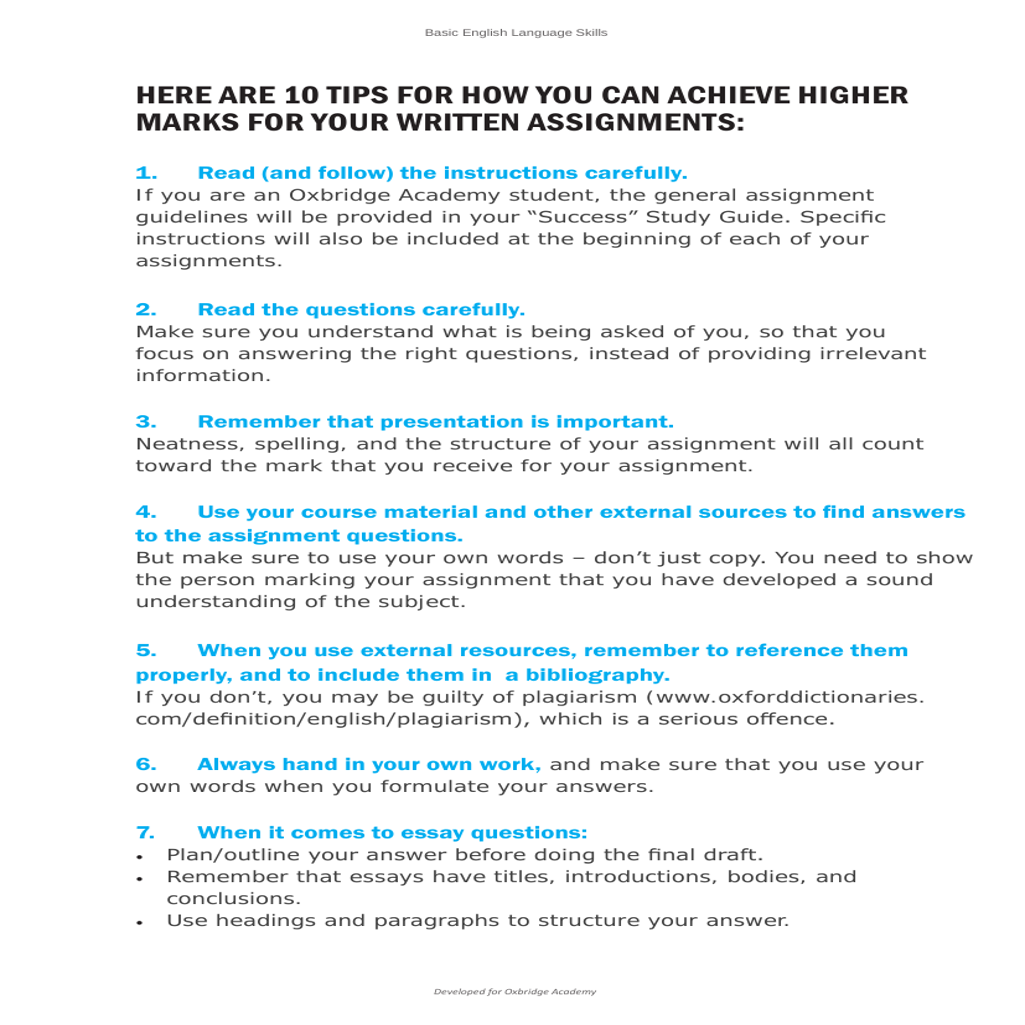 Basic English Language Skills
HERE ARE 10 TIPS FOR HOW YOU CAN ACHIEVE HIGHER
MARKS FOR YOUR WRITTEN ASSIGNMENTS:
1. Read (and follow) the instructions carefully.
If you are an Oxbridge Academy student, the general assignment
guidelines will be provided in your “Success” Study Guide. Specific
instructions will also be included at the beginning of each of your
assignments.
2. Read the questions carefully.
Make sure you understand what is being asked of you, so that you
focus on answering the right questions, instead of providing irrelevant
information.
3. Remember that presentation is important.
Neatness, spelling, and the structure of your assignment will all count
toward the mark that you receive for your assignment.
4. Use your course material and other external sources to find answers
to the assignment questions.
But make sure to use your own words – don’t just copy. You need to show
the person marking your assignment that you have developed a sound
understanding of the subject.
5. When you use external resources, remember to reference them
properly, and to include them in a bibliography.
If you don’t, you may be guilty of plagiarism (www.oxforddictionaries.
com/definition/english/plagiarism), which is a serious offence.
6. Always hand in your own work, and make sure that you use your
own words when you formulate your answers.
7. When it comes to essay questions:
• Plan/outline your answer before doing the final draft.
• Remember that essays have titles, introductions, bodies, and
conclusions.
• Use headings and paragraphs to structure your answer.
Developed for Oxbridge Academy